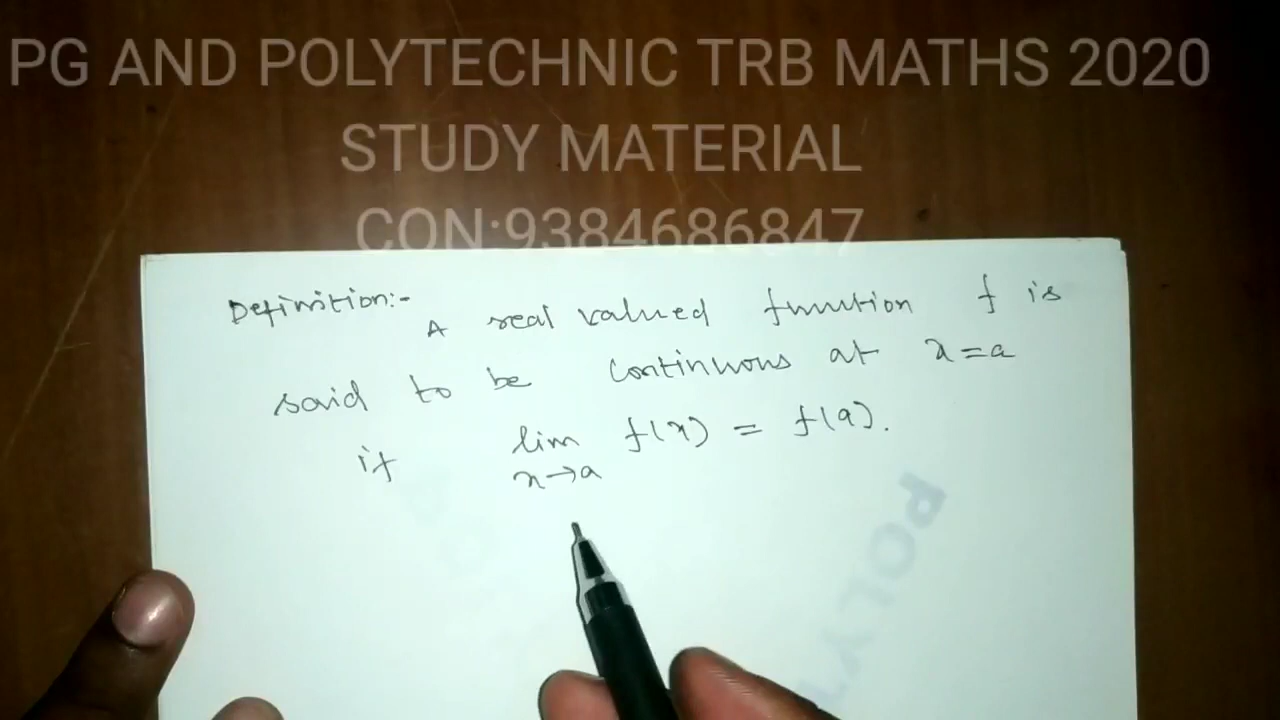 PG AND POLYTECHNIC TRB MATHS 2020
STUDY MATERIAL
CON:9384686847
Definition:-
A real valued function f is
said to be continuous at x=a
if lim f(x) = f(a).
x→a
POLYT